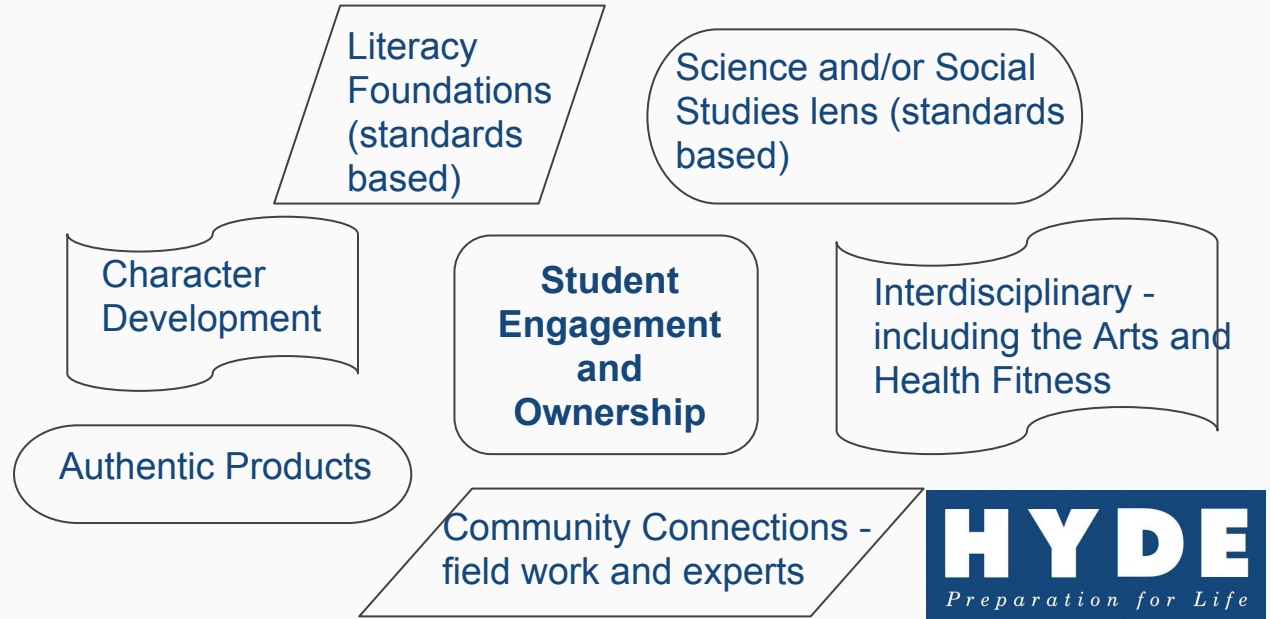 Literacy
Foundations
(standards
based)
Science and/or Social
Studies lens (standards
based)
Character
Development
Student
Engagement
and
Ownership
Interdisciplinary -
including the Arts and
Health Fitness
Authentic Products
Community Connections -
field work and experts
HYDE
Preparation for Life